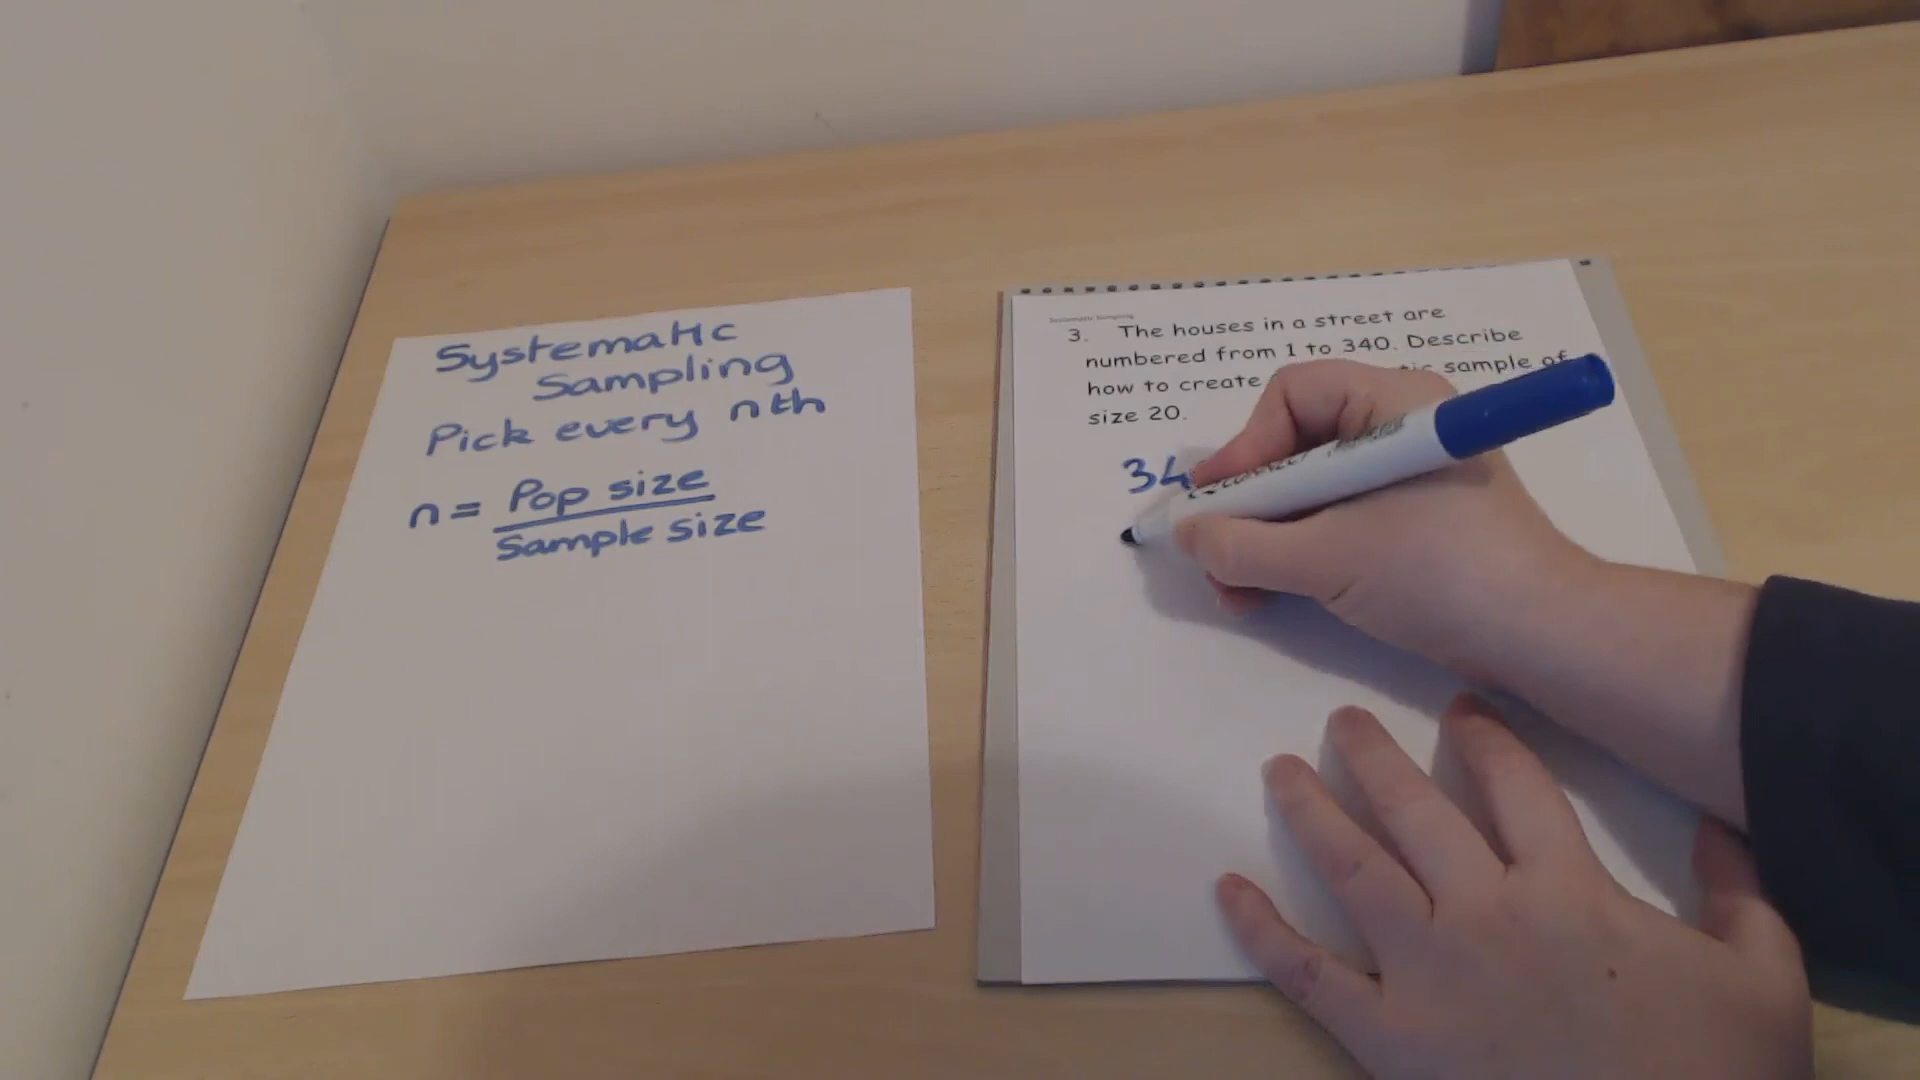 Systematic
Sampling
Pick every nth
n = Pop size
Sample size
Systematic Sampling
3. The houses in a street are
numbered from 1 to 340. Describe
how to create sample of
size 20.
34